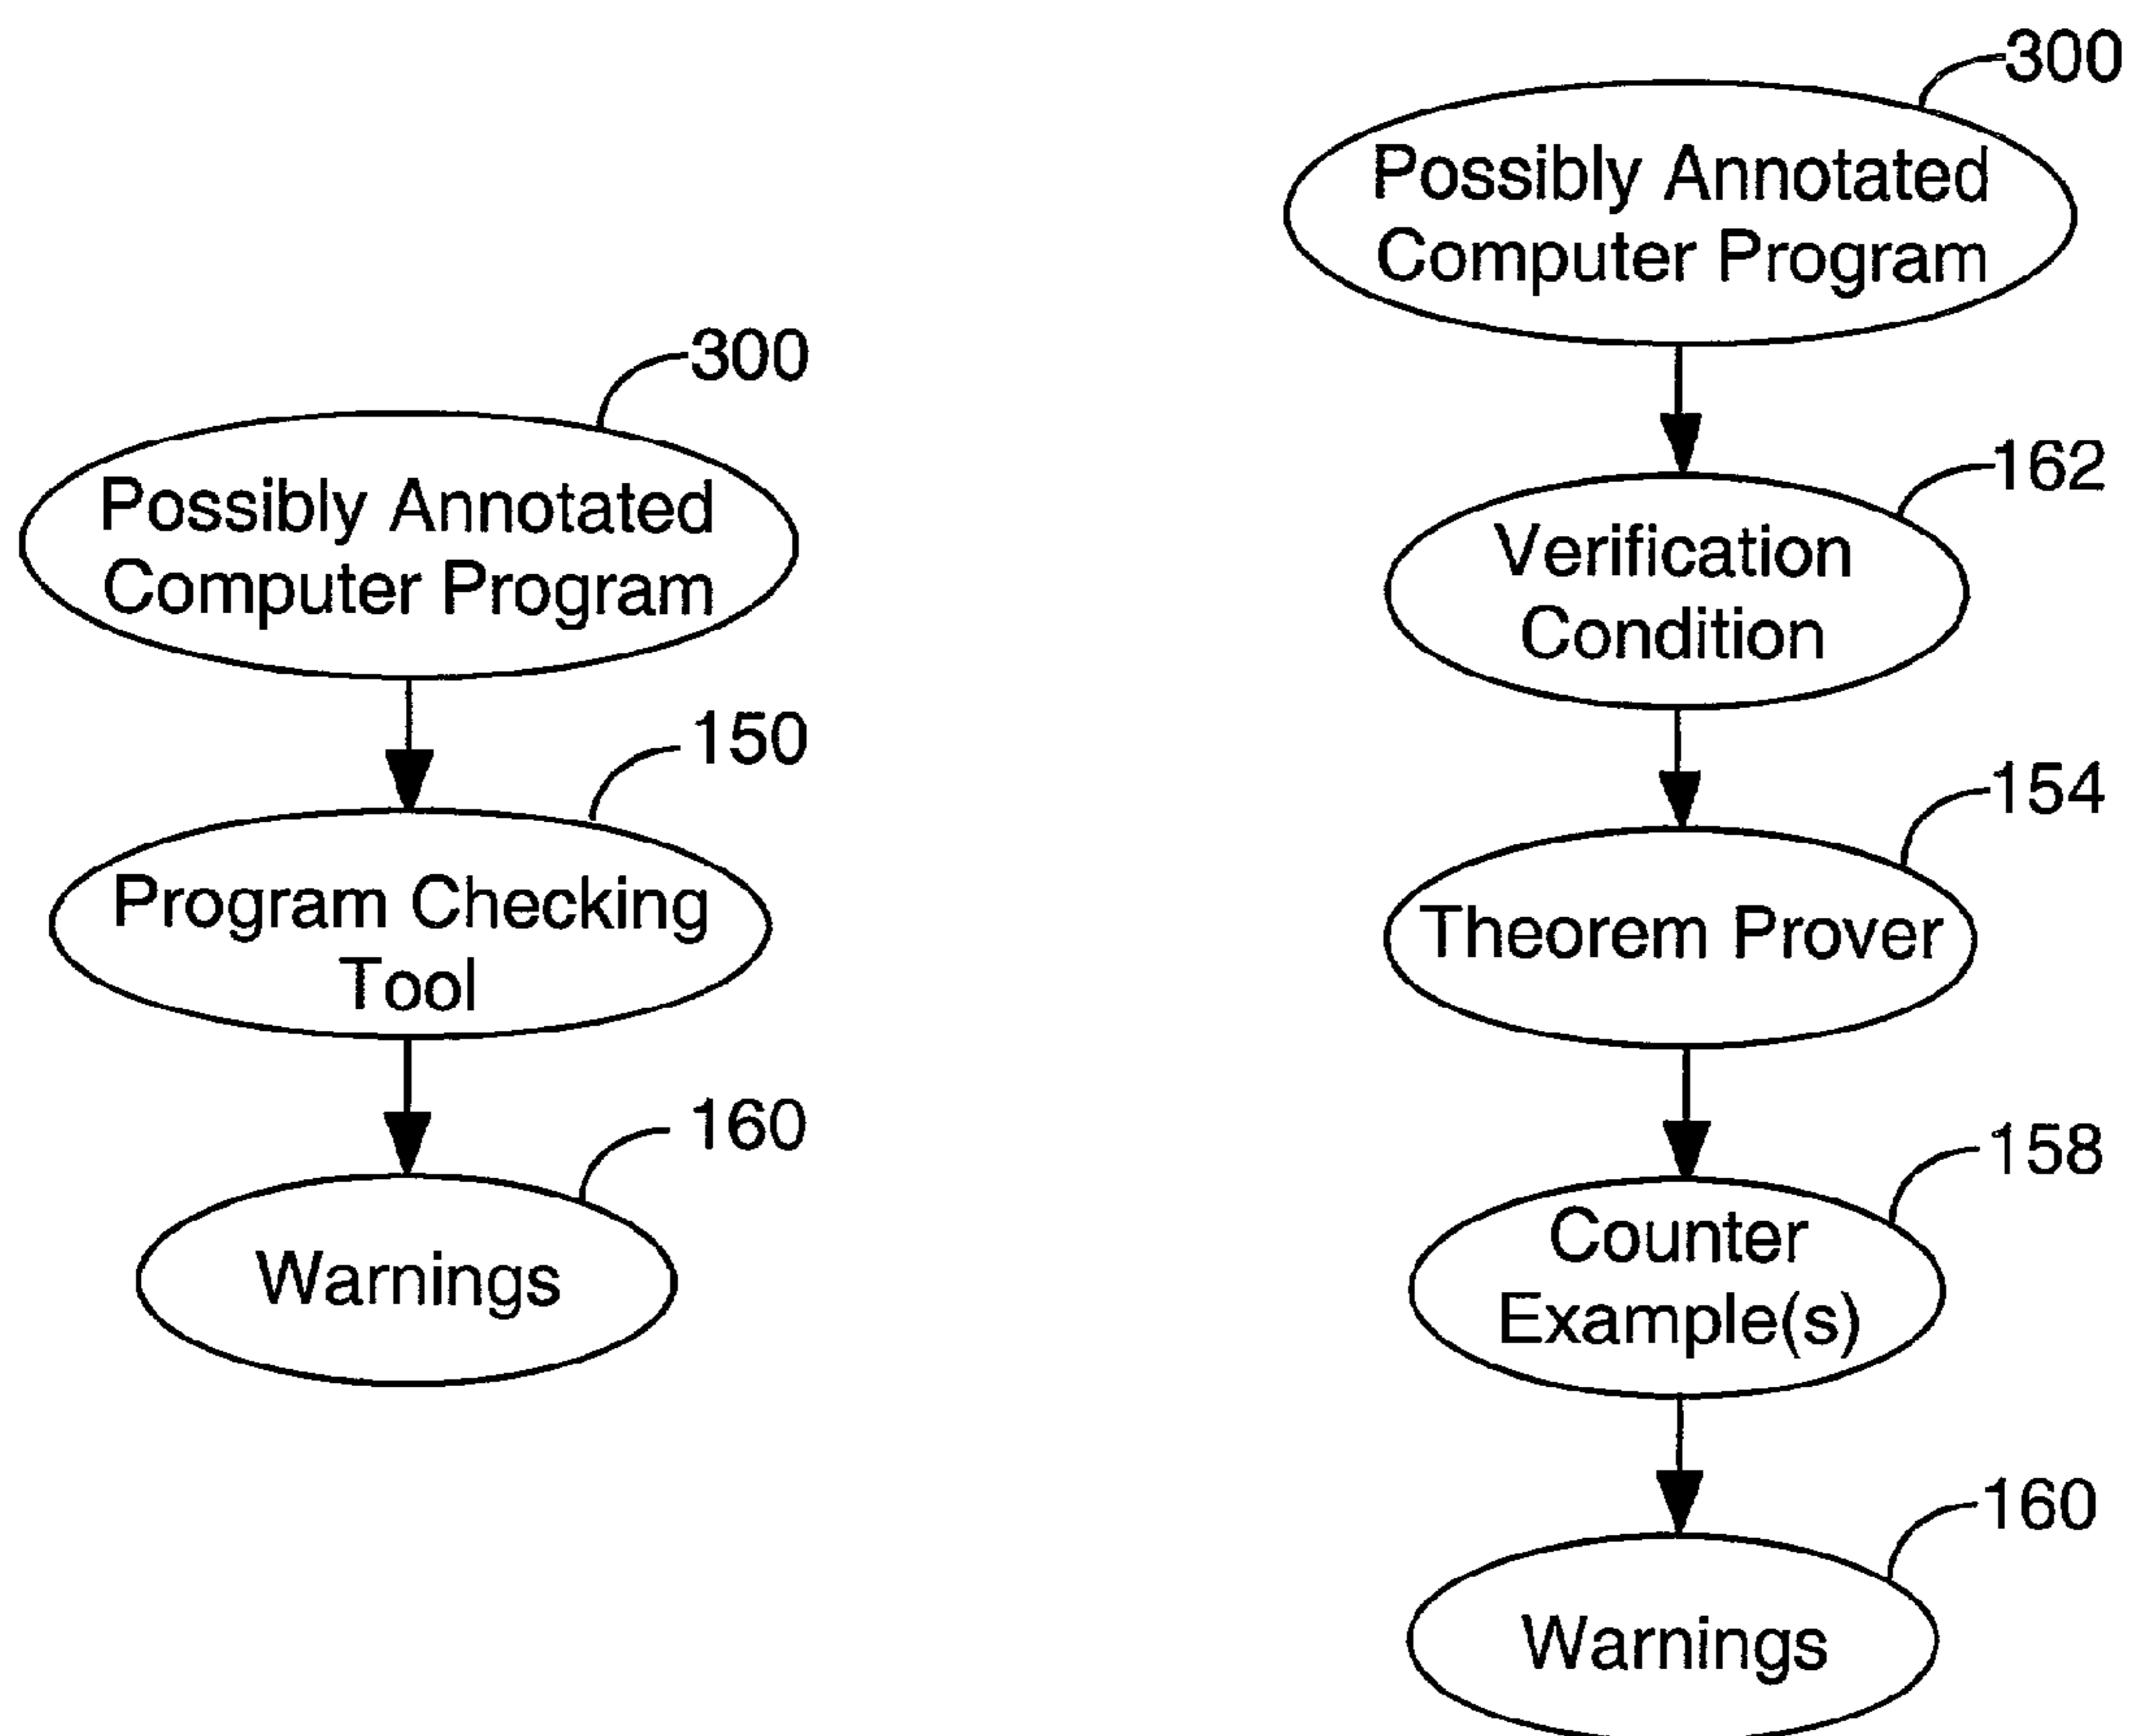 300
Possibly Annotated
Computer Program
150
Program Checking
Tool
160
Warnings
300
Possibly Annotated
Computer Program
162
Verification
Condition
154
Theorem Prover
158
Counter
Example(s)
160
Warnings